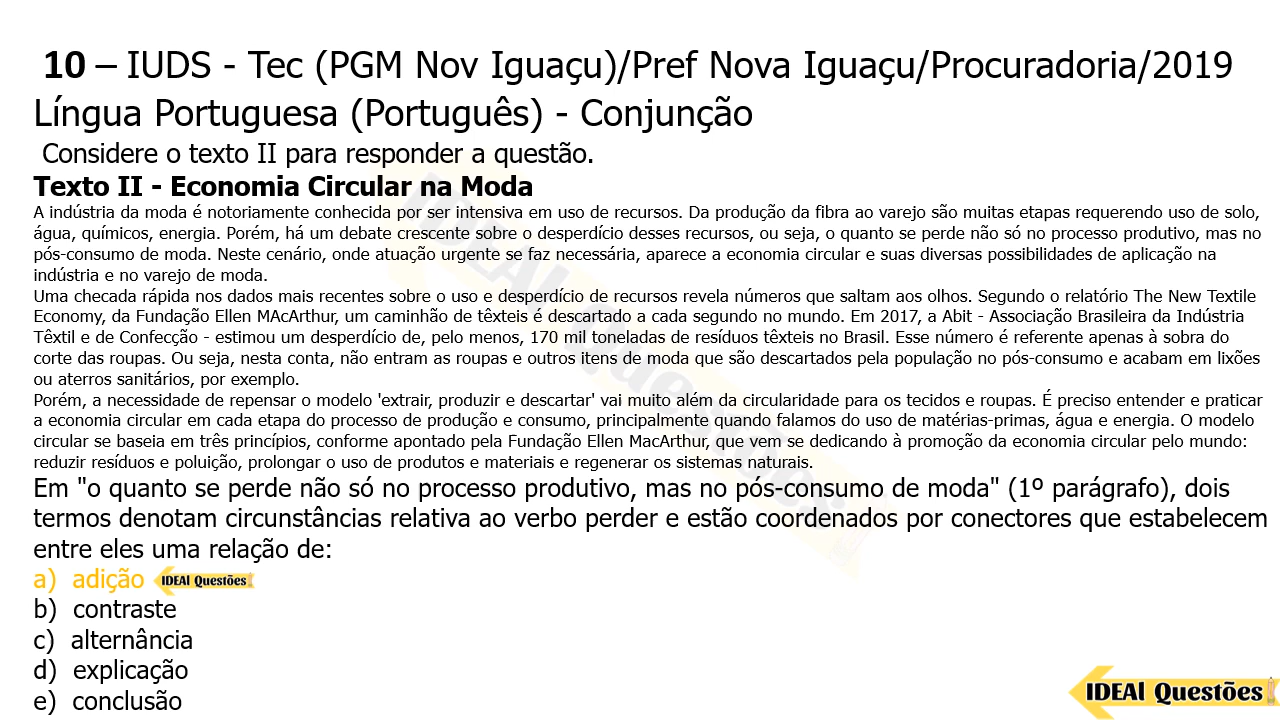 10 – IUDS - Tec (PGM Nov Iguaçu)/Pref Nova Iguaçu/Procuradoria/2019
Língua Portuguesa (Português) - Conjunção
Considere o texto II para responder a questão.
Texto II - Economia Circular na Moda
A indústria da moda é notoriamente conhecida por ser intensiva em uso de recursos. Da produção da fibra ao varejo são muitas etapas requerendo uso de solo,
água, químicos, energia. Porém, há um debate crescente sobre o desperdício desses recursos, ou seja, o quanto se perde não só no processo produtivo, mas no
pós-consumo de moda. Neste cenário, onde atuação urgente se faz necessária, aparece a economia circular e suas diversas possibilidades de aplicação na
indústria e no varejo de moda.
Uma checada rápida nos dados mais recentes sobre o uso e desperdício de recursos revela números que saltam aos olhos. Segundo o relatório The New Textile
Economy, da Fundação Ellen MAcArthur, um caminhão de têxteis é descartado a cada segundo no mundo. Em 2017, a Abit - Associação Brasileira da Indústria
Têxtil e de Confecção - estimou um desperdício de, pelo menos, 170 mil toneladas de resíduos têxteis no Brasil. Esse número é referente apenas à sobra do
corte das roupas. Ou seja, nesta conta, não entram as roupas e outros itens de moda que são descartados pela população no pós-consumo e acabam em lixões
ou aterros sanitários, por exemplo.
Porém, a necessidade de repensar o modelo 'extrair, produzir e descartar' vai muito além da circularidade para os tecidos e roupas. É preciso entender e praticar
a economia circular em cada etapa do processo de produção e consumo, principalmente quando falamos do uso de matérias-primas, água e energia. O modelo
circular se baseia em três princípios, conforme apontado pela Fundação Ellen MacArthur, que vem se dedicando à promoção da economia circular pelo mundo:
reduzir resíduos e poluição, prolongar o uso de produtos e materiais e regenerar os sistemas naturais.
Em "o quanto se perde não só no processo produtivo, mas no pós-consumo de moda" (1º parágrafo), dois
termos denotam circunstâncias relativa ao verbo perder e estão coordenados por conectores que estabelecem
entre eles uma relação de:
a) adição IDEAl Questões
b) contraste
c) alternância
d) explicação
e) conclusão
IDEAl Questões
IDEAl Questões